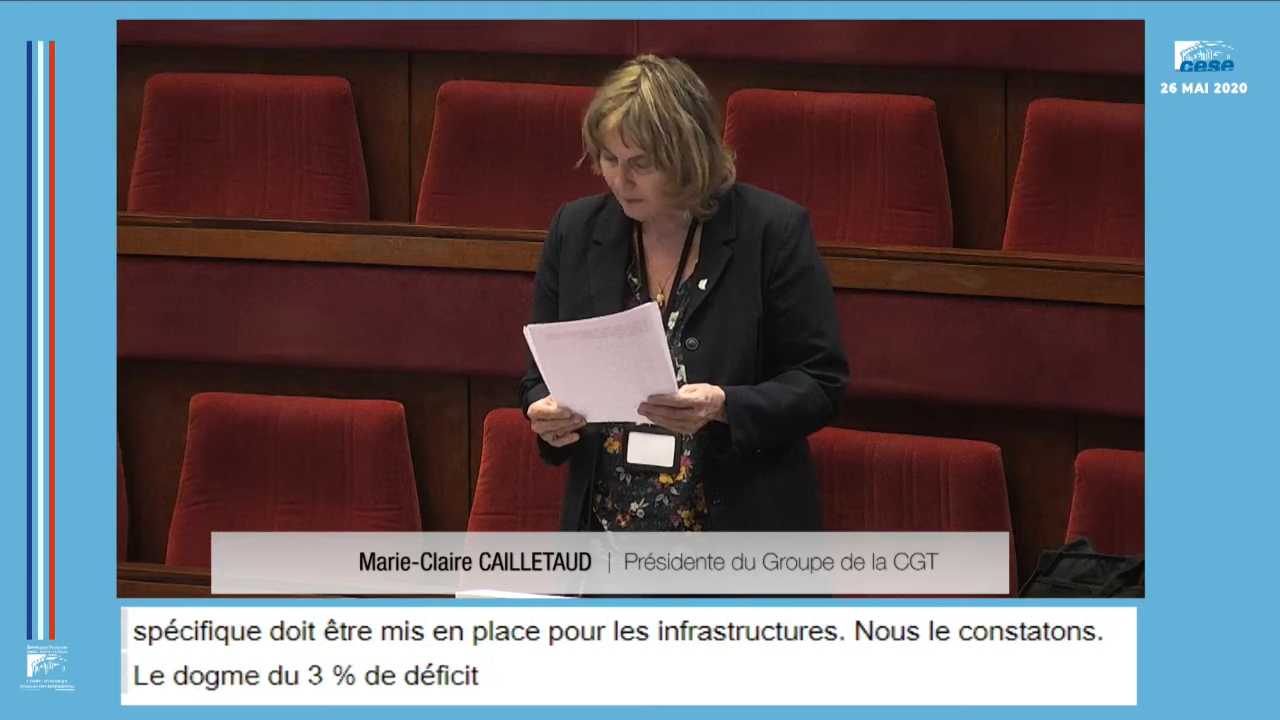 cese
26 MAI 2020
Marie-Claire CAILLETAUD | Présidente du Groupe de la CGT
spécifique doit être mis en place pour les infrastructures. Nous le constatons.
Le dogme du 3 % de déficit